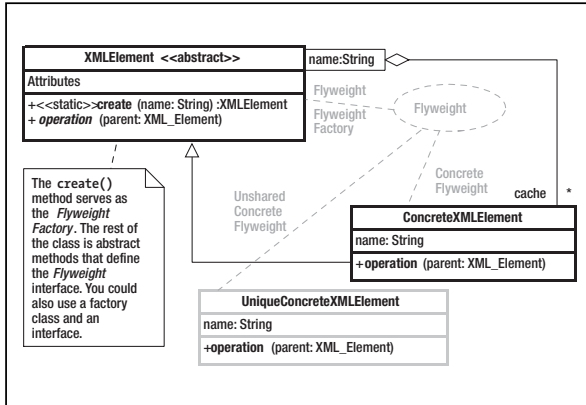 XMLElement <<abstract>>
name:String
Attributes
+<<static>>create (name: String) :XMLElement
+ operation (parent: XML_Element)
Flyweight
Flyweight
Factory
Flyweight
The create()
method serves as
the Flyweight
Factory. The rest of
the class is abstract
methods that define
the Flyweight
interface. You could
also use a factory
class and an
interface.
Unshared
Concrete
Flyweight
Concrete
Flyweight
cache *
ConcreteXMLElement
name: String
+operation (parent: XML_Element)
UniqueConcreteXMLElement
name: String
+operation (parent: XML_Element)